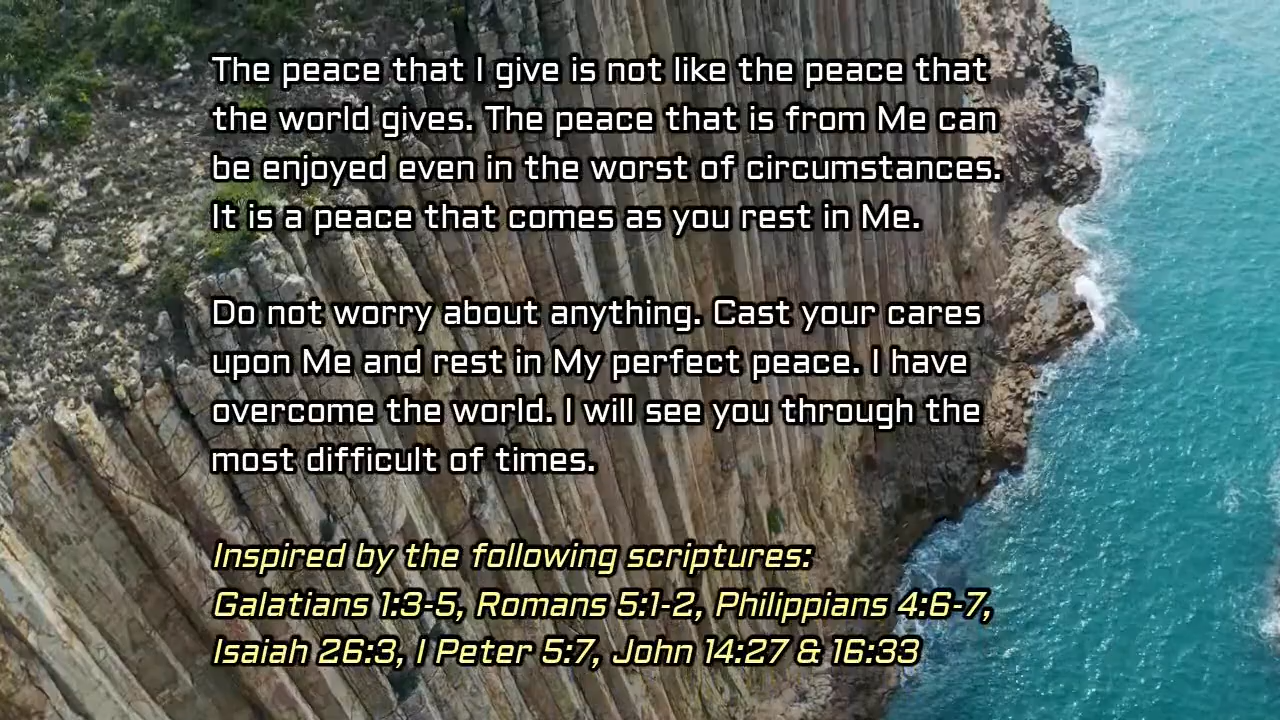 The peace that I give is not like the peace that
the world gives. The peace that is from Me can
be enjoyed even in the worst of circumstances.
It is a peace that comes as you rest in Me.
Do not worry about anything. Cast your cares
upon Me and rest in My perfect peace. I have
overcome the world. I will see you through the
most difficult of times.
Inspired by the following scriptures:
Galatians 1:3-5, Romans 5:1-2, Philippians 4:6-7,
Isaiah 26:3, I Peter 5:7, John 14:27 & 16:33